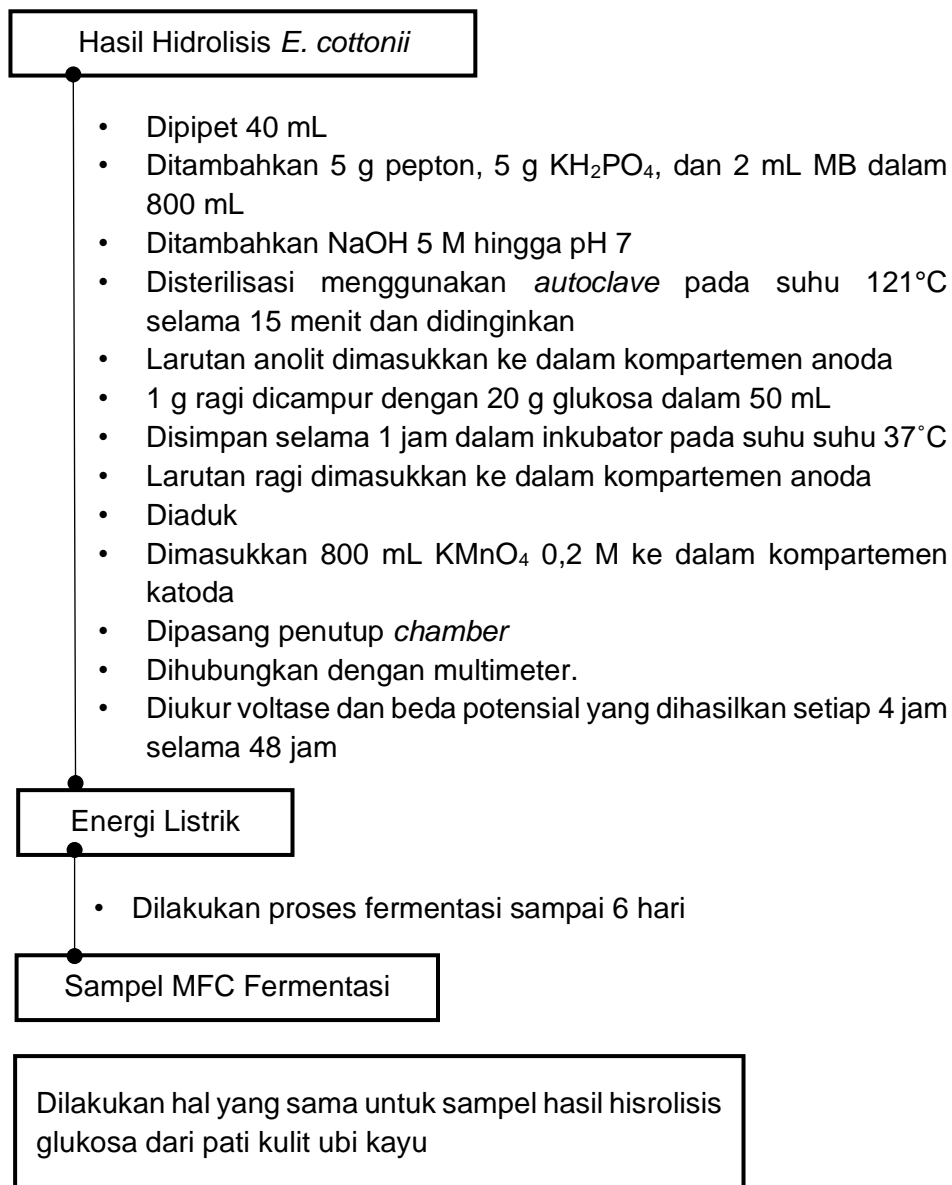 Hasil Hidrolisis E. cottonii
• Dipipet 40 mL
• Ditambahkan 5 g pepton, 5 g KH₂PO₄, dan 2 mL MB dalam
800 mL
• Ditambahkan NaOH 5 M hingga pH 7
• Disterilisasi menggunakan autoclave pada suhu 121°C
selama 15 menit dan didinginkan
• Larutan anolit dimasukkan ke dalam kompartemen anoda
• 1 g ragi dicampur dengan 20 g glukosa dalam 50 mL
• Disimpan selama 1 jam dalam inkubator pada suhu suhu 37˚C
• Larutan ragi dimasukkan ke dalam kompartemen anoda
• Diaduk
• Dimasukkan 800 mL KMnO₄ 0,2 M ke dalam kompartemen
katoda
• Dipasang penutup chamber
• Dihubungkan dengan multimeter.
• Diukur voltase dan beda potensial yang dihasilkan setiap 4 jam
selama 48 jam
Energi Listrik
• Dilakukan proses fermentasi sampai 6 hari
Sampel MFC Fermentasi
Dilakukan hal yang sama untuk sampel hasil hisrolisis
glukosa dari pati kulit ubi kayu